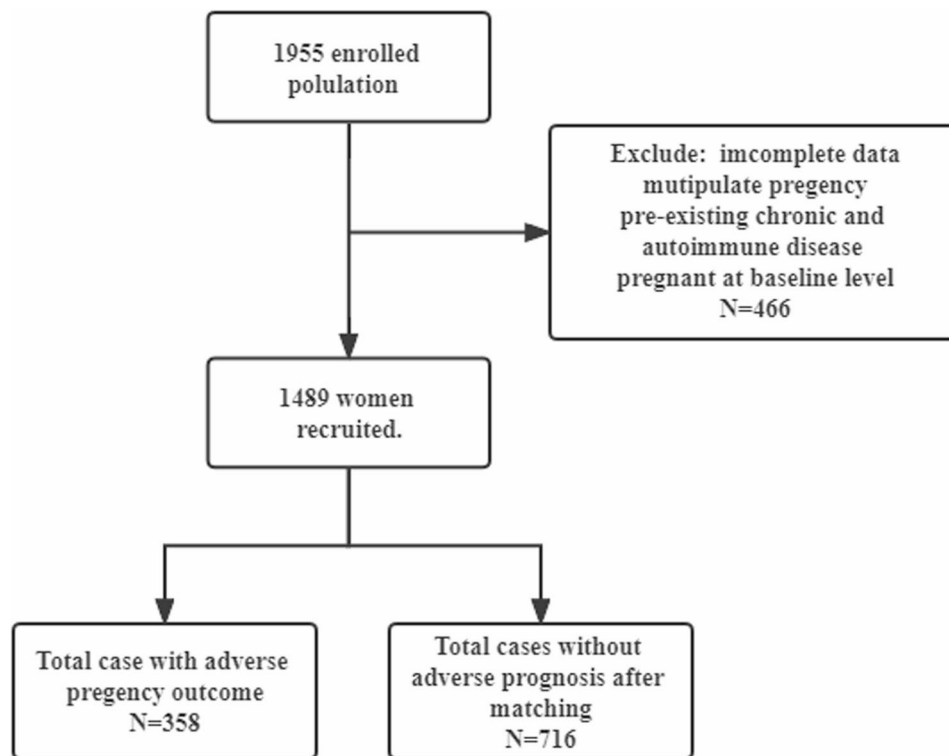 1955 enrolled
polulation
Exclude: imcomplete data
mutipulate pregency
pre-existing chronic and
autoimmune disease
pregnant at baseline level
N=466
1489 women
recruited.
Total case with adverse
pregency outcome
N=358
Total cases without
adverse prognosis after
matching
N=716